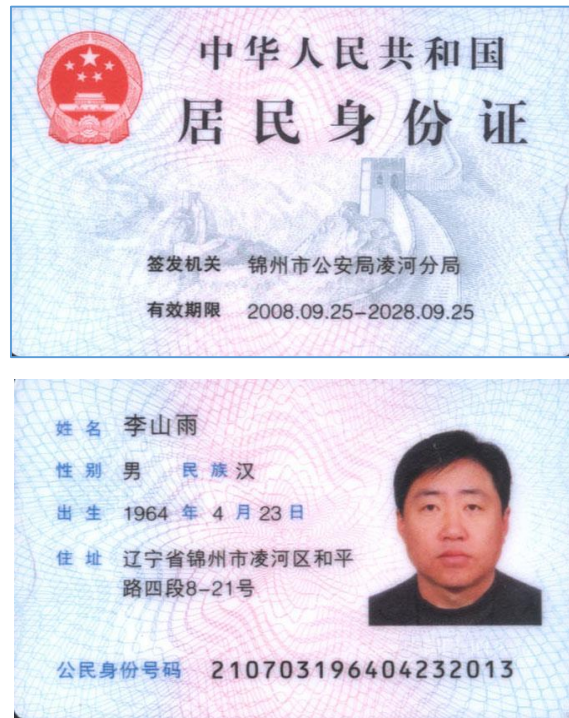 中华人民共和国
居民身份证
签发机关 锦州市公安局凌河分局
有效期限 2008.09.25-2028.09.25
姓名 李山雨
性别 男 民族 汉
出生 1964 年 4 月 23 日
住址 辽宁省锦州市凌河区和平
路四段8-21号
公民身份号码 210703196404232013